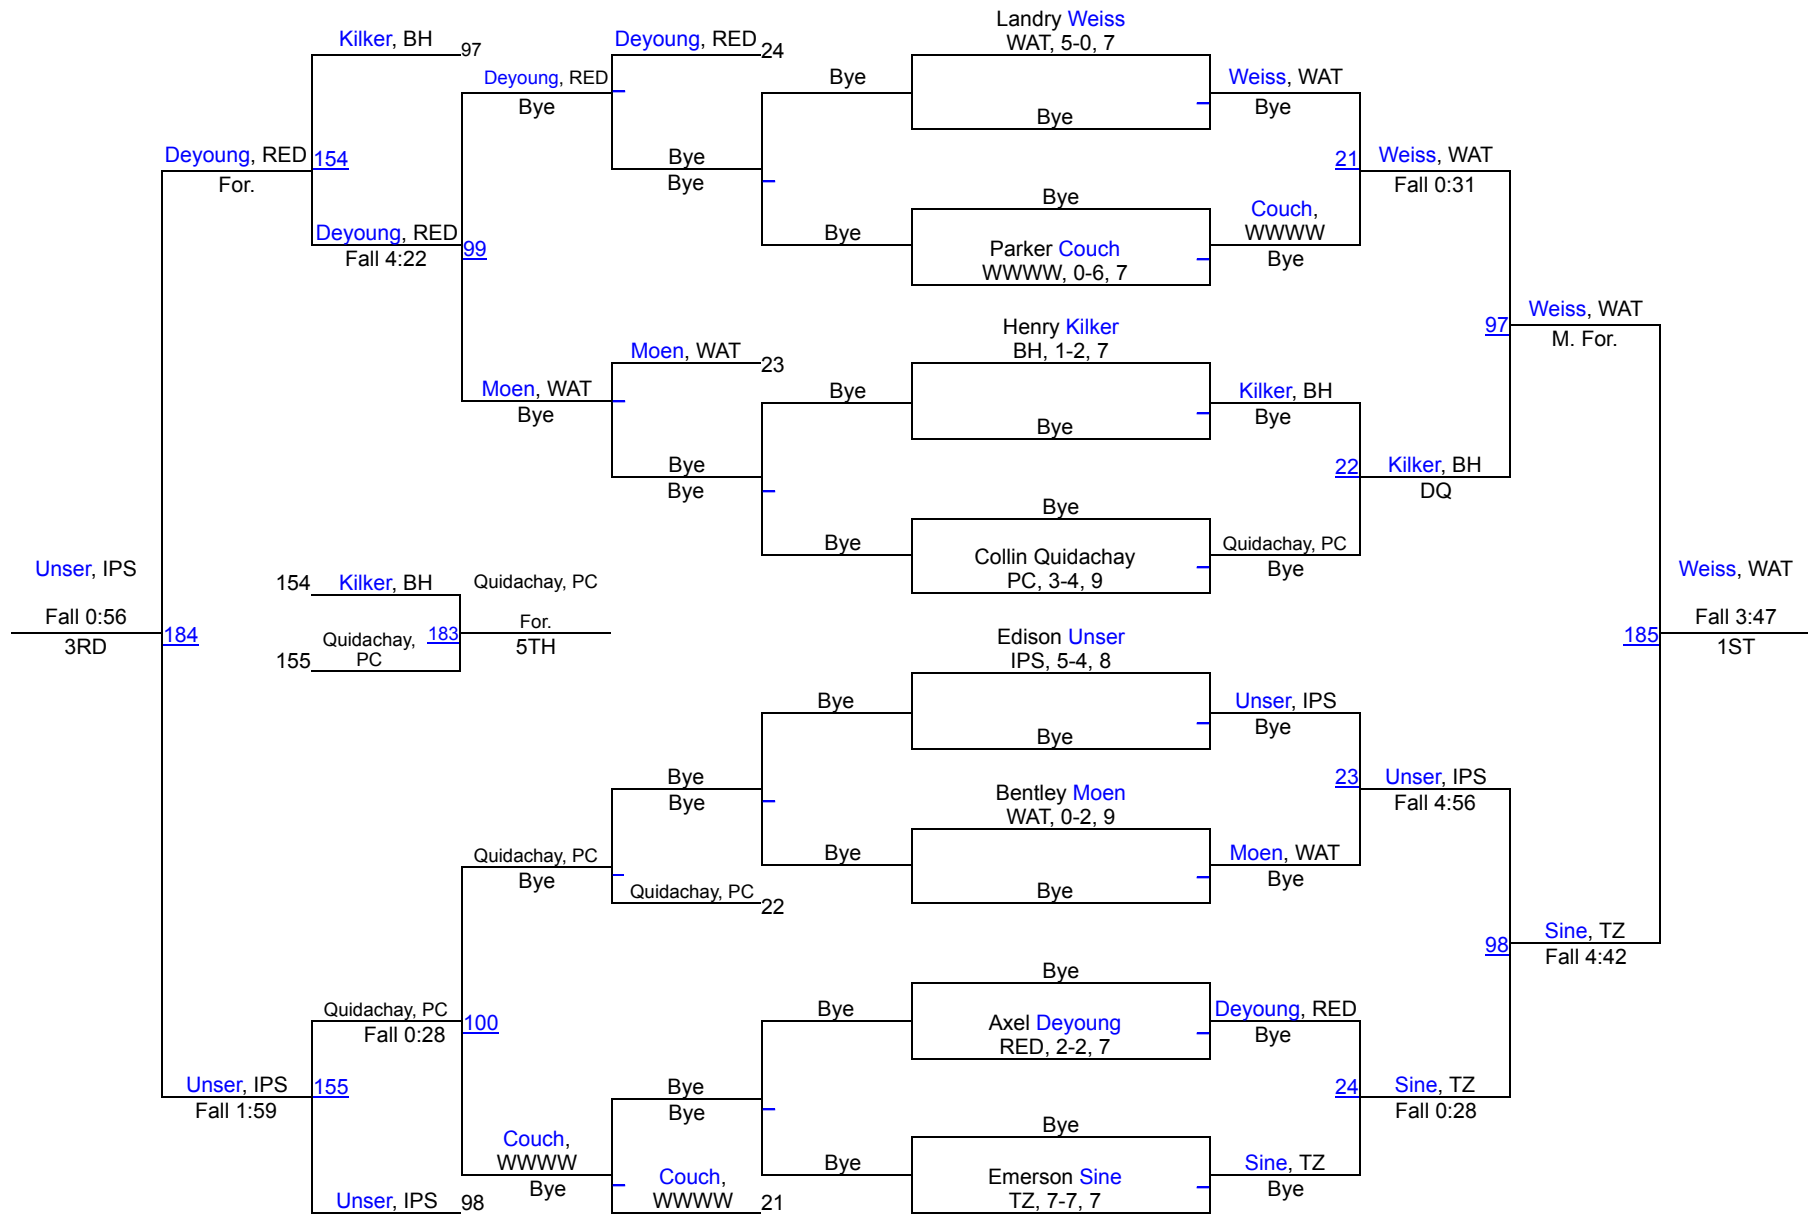 Landry Weiss
WAT, 5-0, 7
Kilker, BH
97
Deyoung, RED
24
Deyoung, RED
Bye
Bye
Bye
Weiss, WAT
Bye
Deyoung, RED
For.
154
Bye
Bye
21
Weiss, WAT
Fall 0:31
Deyoung, RED
Fall 4:22
99
Bye
Bye
Parker Couch
WWWW, 0-6, 7
Couch,
WWWW
Bye
Henry Kilker
BH, 1-2, 7
97
Weiss, WAT
M. For.
Moen, WAT
23
Moen, WAT
Bye
Bye
Bye
Kilker, BH
Bye
Bye
Bye
22
Kilker, BH
DQ
Bye
Bye
Collin Quidachay
PC, 3-4, 9
Quidachay, PC
Bye
Unser, IPS
Fall 0:56
3RD
184
154
Kilker, BH
155
Quidachay,
PC
183
Quidachay, PC
For.
5TH
Weiss, WAT
Fall 3:47
1ST
185
Edison Unser
IPS, 5-4, 8
Bye
Bye
Unser, IPS
Bye
Bye
Bye
23
Unser, IPS
Fall 4:56
Bentley Moen
WAT, 0-2, 9
Quidachay, PC
Bye
Bye
Bye
Moen, WAT
Bye
Quidachay, PC
22
98
Sine, TZ
Fall 4:42
Bye
Quidachay, PC
Fall 0:28
100
Bye
Axel Deyoung
RED, 2-2, 7
Deyoung, RED
Bye
Unser, IPS
Fall 1:59
155
Bye
Bye
24
Sine, TZ
Fall 0:28
Bye
Couch,
WWWW
Bye
Couch,
WWWW
21
Bye
Emerson Sine
TZ, 7-7, 7
Sine, TZ
Bye
Unser, IPS
98